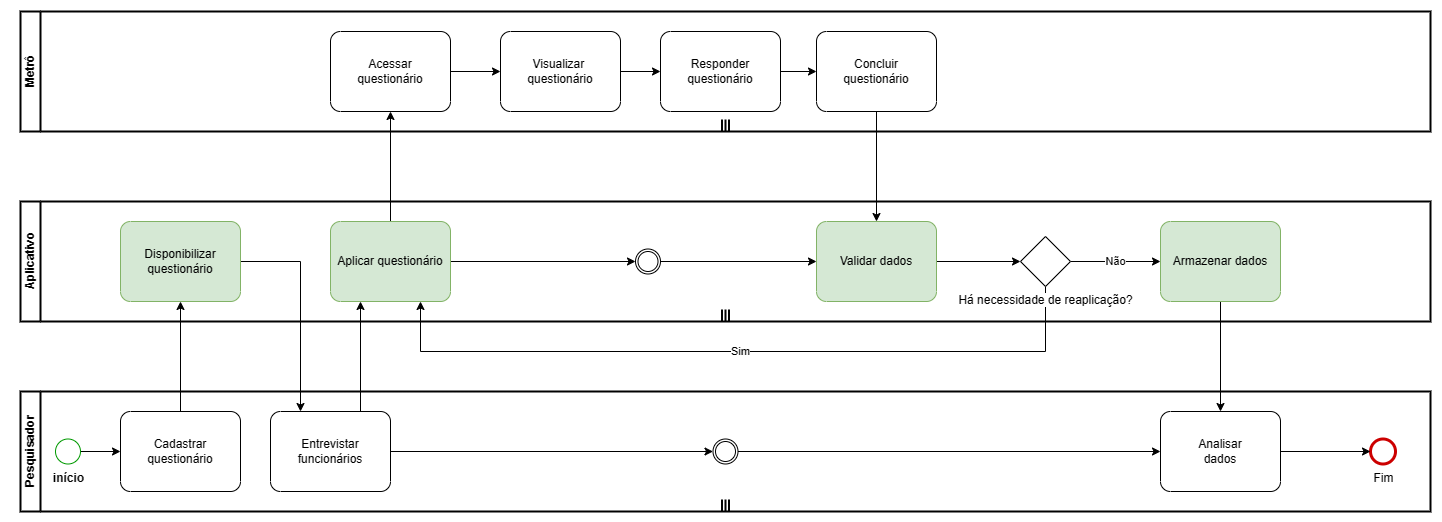 Metrô
Acessar
questionário
Visualizar
questionário
Responder
questionário
Concluir
questionário
Aplicativo
Disponibilizar
questionário
Aplicar questionário
Validar dados
Não
Armazenar dados
Há necessidade de reaplicação?
Sim
Pesquisador
início
Cadastrar
questionário
Entrevistar
funcionários
Analisar
dados
Fim